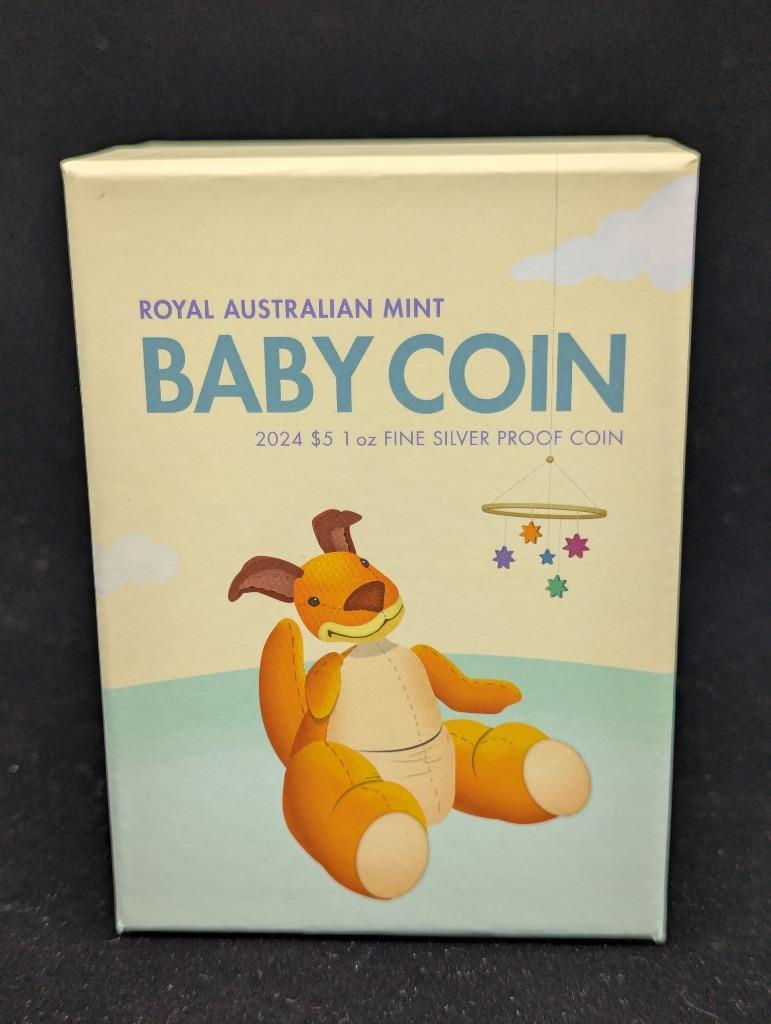 ROYAL AUSTRALIAN MINT
BABY COIN
2024 $5 1 oz FINE SILVER PROOF COIN